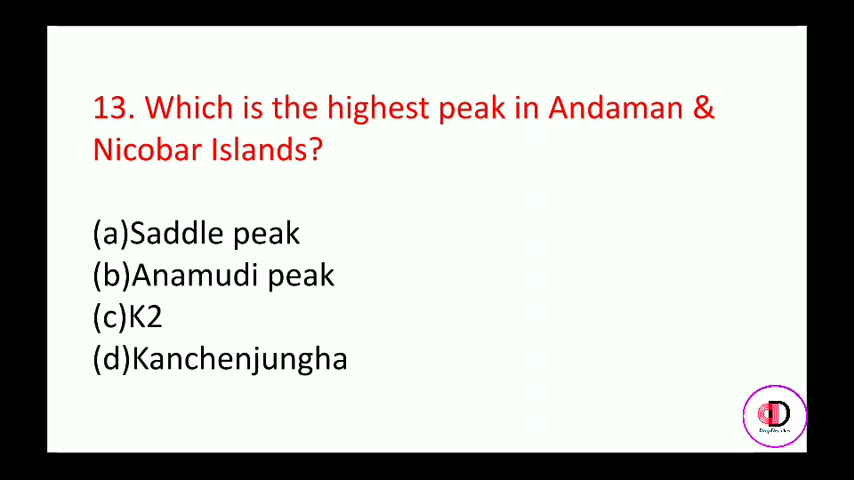 13. Which is the highest peak in Andaman &
Nicobar Islands?
(a)Saddle peak
(b)Anamudi peak
(c)K2
(d)Kanchenjungha
D